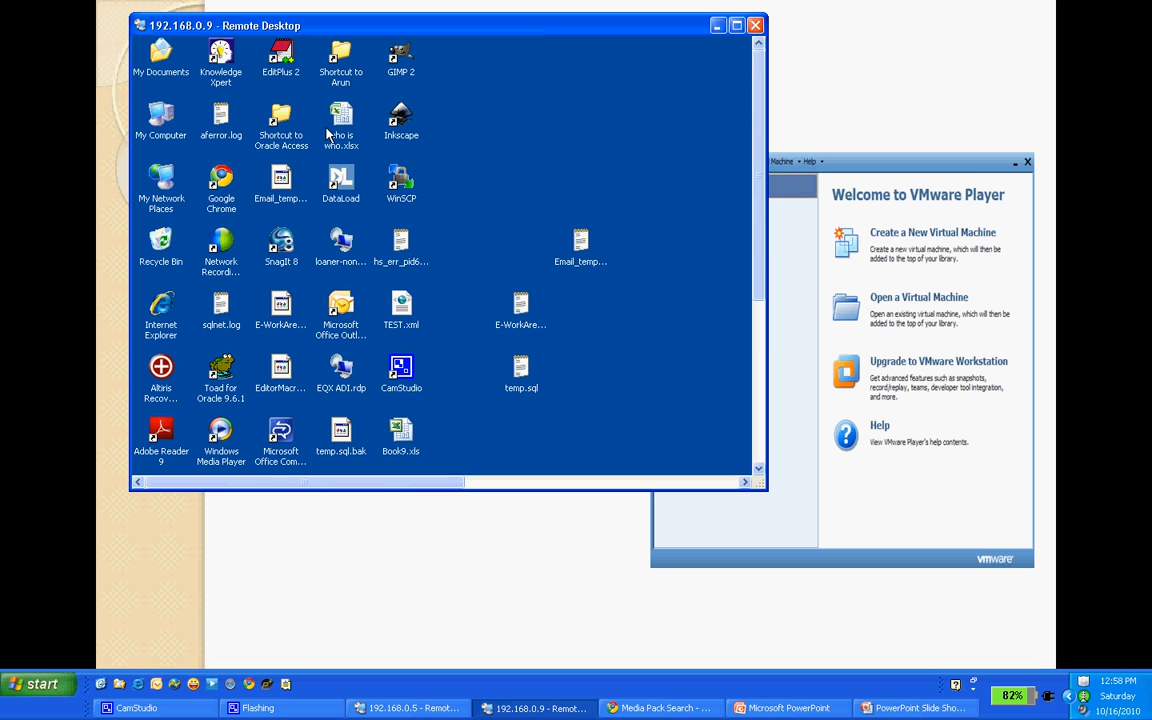 192.168.0.9 - Remote Desktop
My Documents
Knowledge
Xpert
EditPlus 2
Shortcut to
Arun
GIMP 2
My Computer
aferror.log
Shortcut to
Oracle Access
who is
who.xlsx
Inkscape
My Network
Places
Google
Chrome
Email_temp...
DataLoad
WinSCP
Recycle Bin
Network
Recordi...
SnagIt 8
loaner-non...
hs_err_pid6...
Email_temp...
Internet
Explorer
sqlnet.log
E-WorkAre...
Microsoft
Office Outl...
TEST.xml
E-WorkAre...
Altiris
Recov...
Toad for
Oracle 9.6.1
EditorMacr...
EQX ADI.rdp
CamStudio
temp.sql
Adobe Reader
9
Windows
Media Player
Microsoft
Office Com...
temp.sql.bak
Book9.xls
Machine
Help
Welcome to VMware Player
Create a New Virtual Machine
Create a new virtual machine, which will then be
added to the top of your library.
Open a Virtual Machine
Open an existing virtual machine, which will then be
added to the top of your library.
Upgrade to VMware Workstation
Get advanced features such as snapshots,
record/replay, teams, developer tool integration,
and more.
Help
View VMware Player's help contents.
vmware
start
82%
12:58 PM
Saturday
10/16/2010
CamStudio
Flashing
192.168.0.5 - Remot...
192.168.0.9 - Remot...
Media Pack Search - ...
Microsoft PowerPoint
PowerPoint Slide Sho...